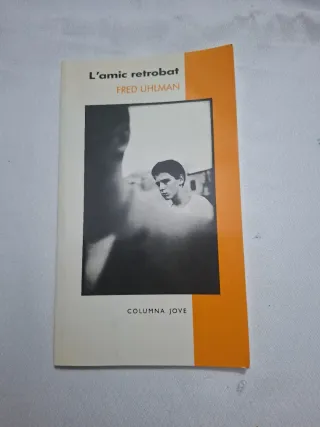 L'amic retrobat
FRED UHLMAN
COLUMNA JOVE